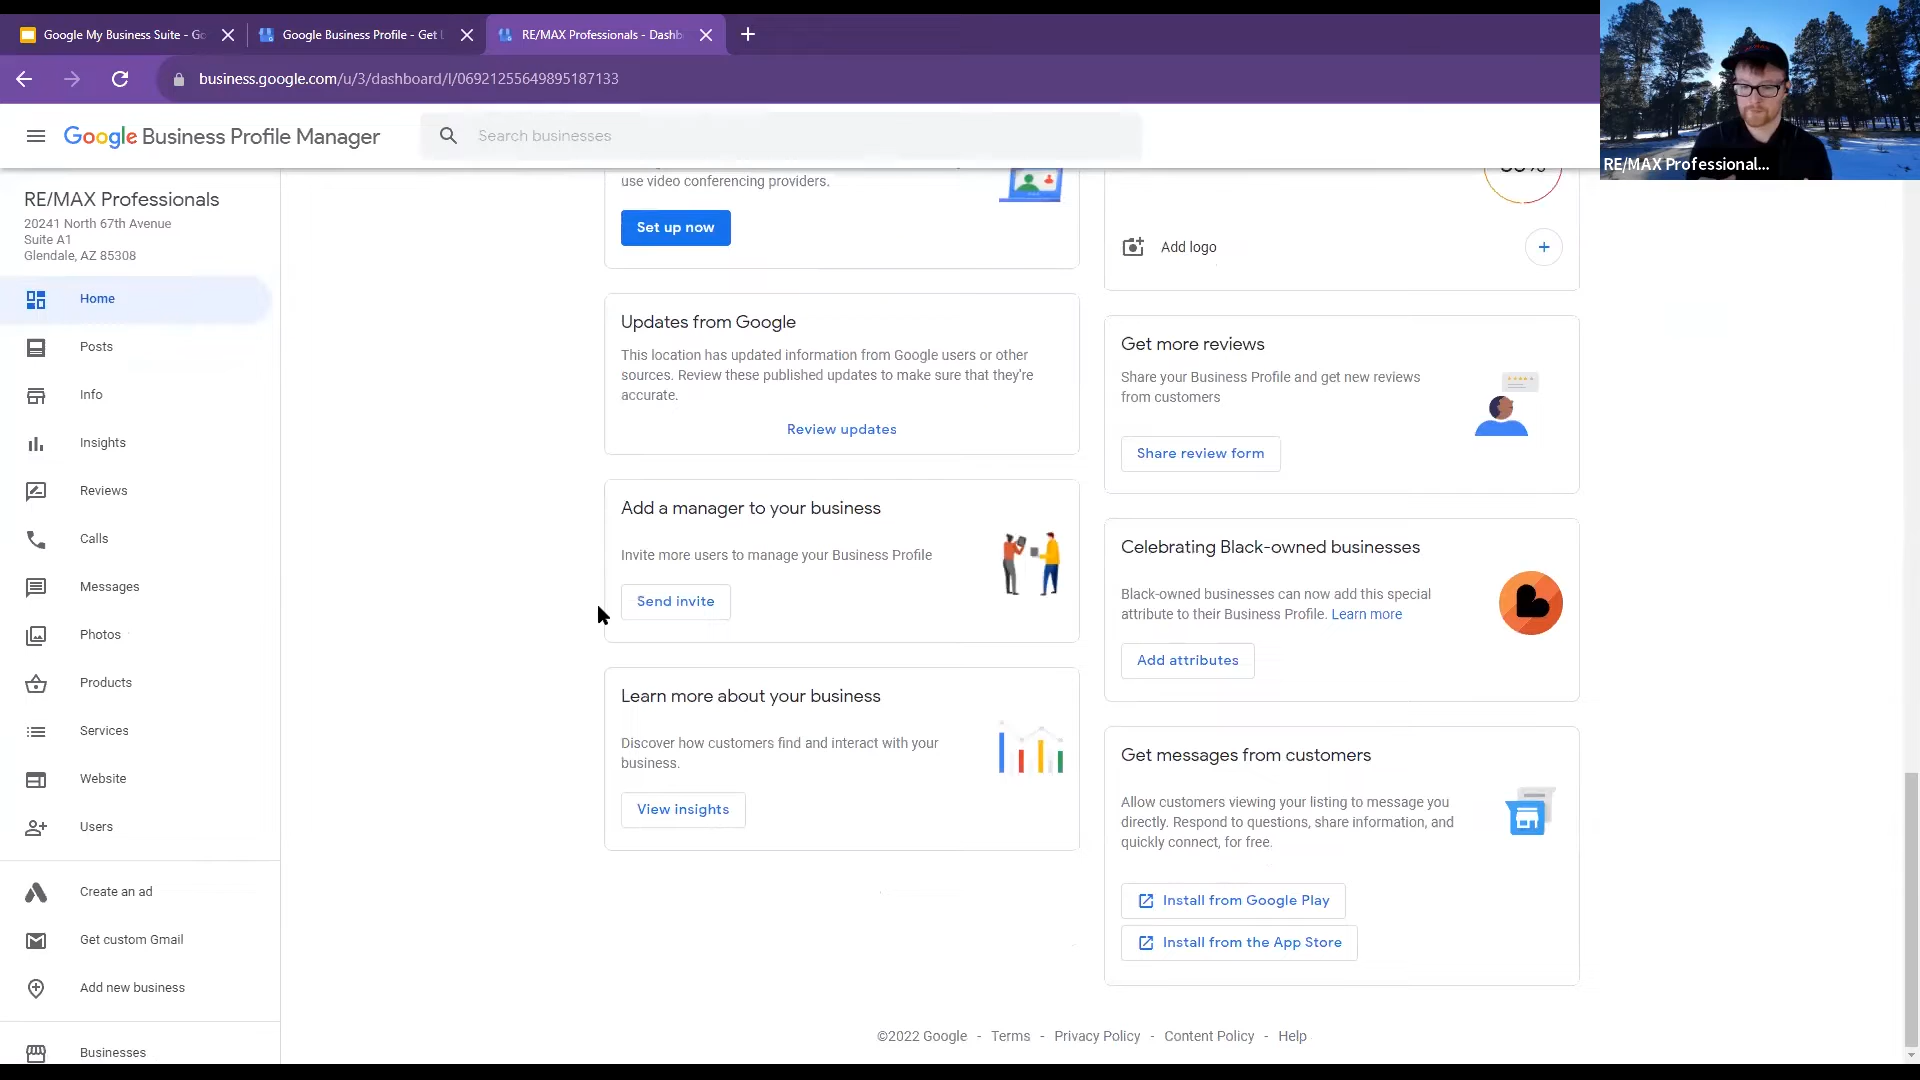 Google My Business Suite - Go
Google Business Profile - Get
RE/MAX Professionals - Dashb
business.google.com/u/3/dashboard/l/06921255649895187133
Google Business Profile Manager
Search businesses
RE/MAX Professional...
RE/MAX Professionals
20241 North 67th Avenue
Suite A1
Glendale, AZ 85308
Home
Posts
Info
Insights
Reviews
Calls
Messages
Photos
Products
Services
Website
Users
Create an ad
Get custom Gmail
Add new business
Businesses
use video conferencing providers.
Set up now
Updates from Google
This location has updated information from Google users or other
sources. Review these published updates to make sure that they're
accurate.
Review updates
Add a manager to your business
Invite more users to manage your Business Profile
Send invite
Learn more about your business
Discover how customers find and interact with your
business.
View insights
Add logo
Get more reviews
Share your Business Profile and get new reviews
from customers
Share review form
Celebrating Black-owned businesses
Black-owned businesses can now add this special
attribute to their Business Profile. Learn more
Add attributes
Get messages from customers
Allow customers viewing your listing to message you
directly. Respond to questions, share information, and
quickly connect, for free.
Install from Google Play
Install from the App Store
©2022 Google - Terms - Privacy Policy - Content Policy - Help